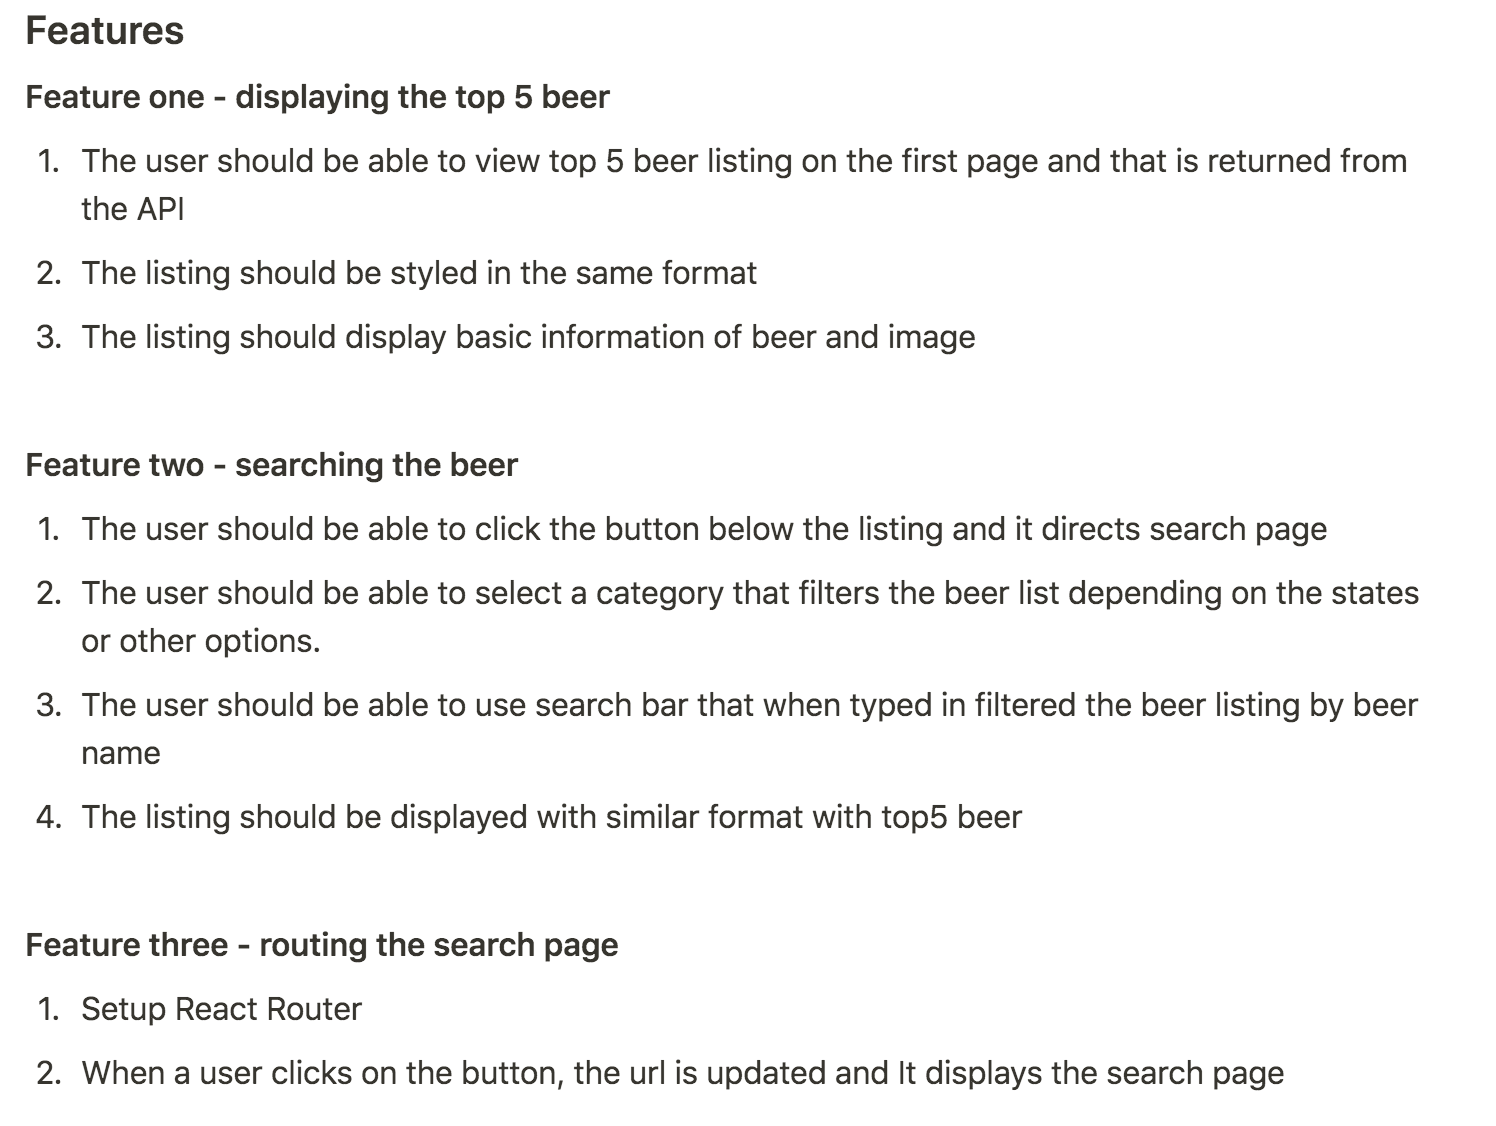 Features
Feature one - displaying the top 5 beer
1. The user should be able to view top 5 beer listing on the first page and that is returned from
the API
2. The listing should be styled in the same format
3. The listing should display basic information of beer and image
Feature two - searching the beer
1. The user should be able to click the button below the listing and it directs search page
2. The user should be able to select a category that filters the beer list depending on the states
or other options.
3. The user should be able to use search bar that when typed in filtered the beer listing by beer
name
4. The listing should be displayed with similar format with top5 beer
Feature three - routing the search page
1. Setup React Router
2. When a user clicks on the button, the url is updated and It displays the search page